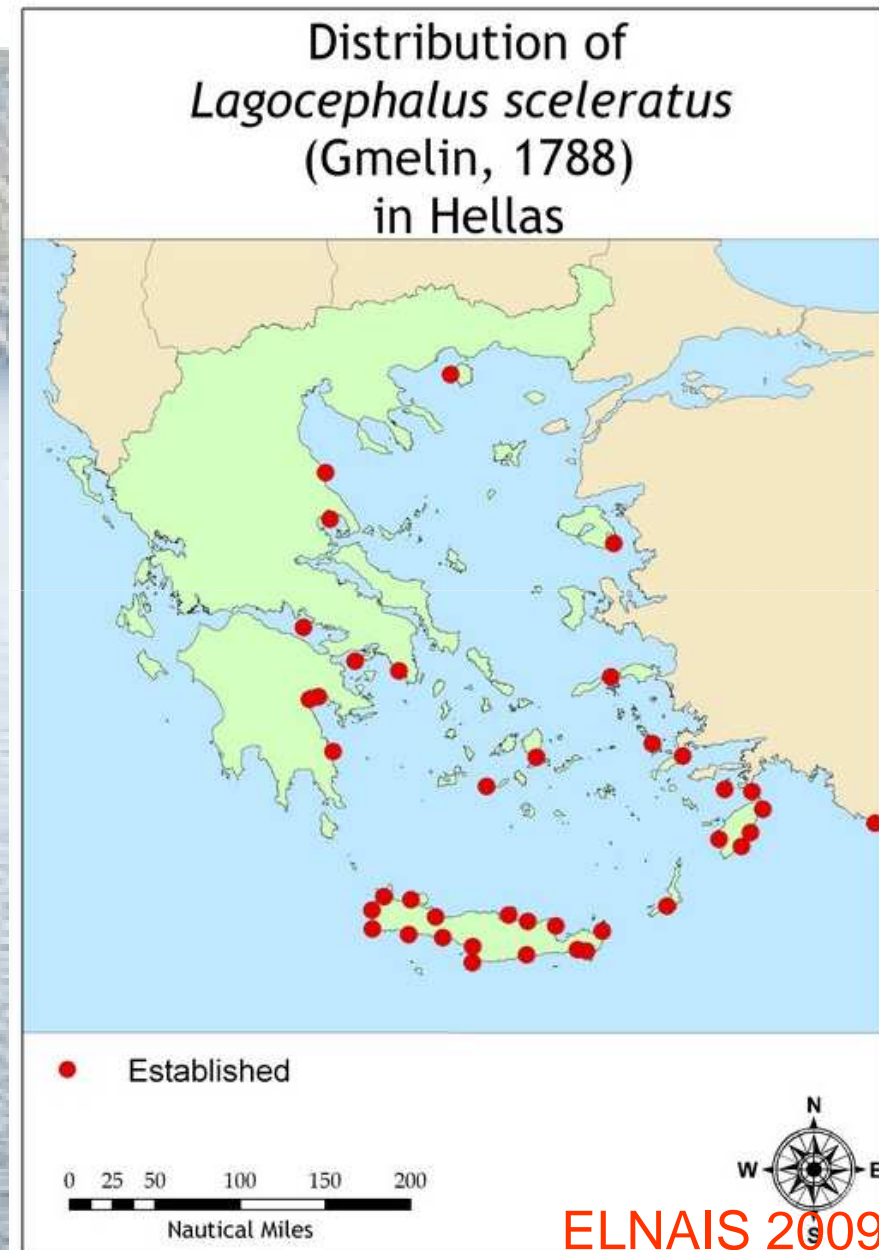 Distribution of
Lagocephalus sceleratus
(Gmelin, 1788)
in Hellas
Established
0 25 50 100 150 200
Nautical Miles
N
W E
S
ELNAIS 2009